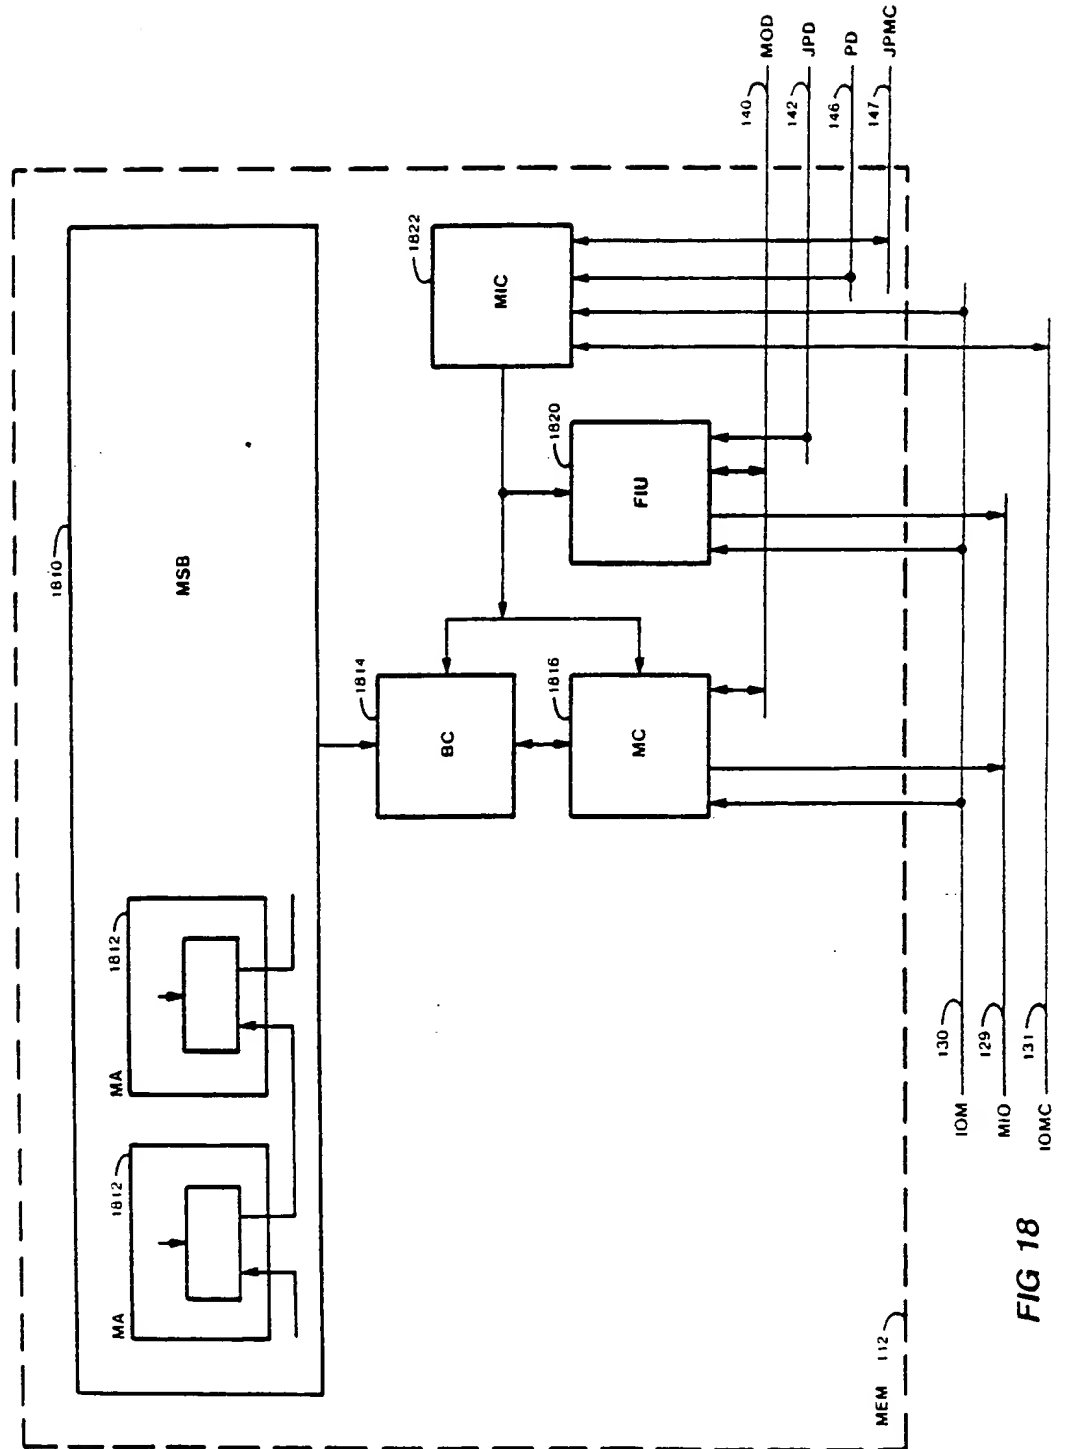 MEM 112
MA
1812
MA
1812
1810
MSB
BC
1814
MC
1816
FIU
1820
MIC
1822
140
MOD
142
JPD
146
PD
147
JPMC
IOM
130
MIO
129
IOMC
131
FIG 18